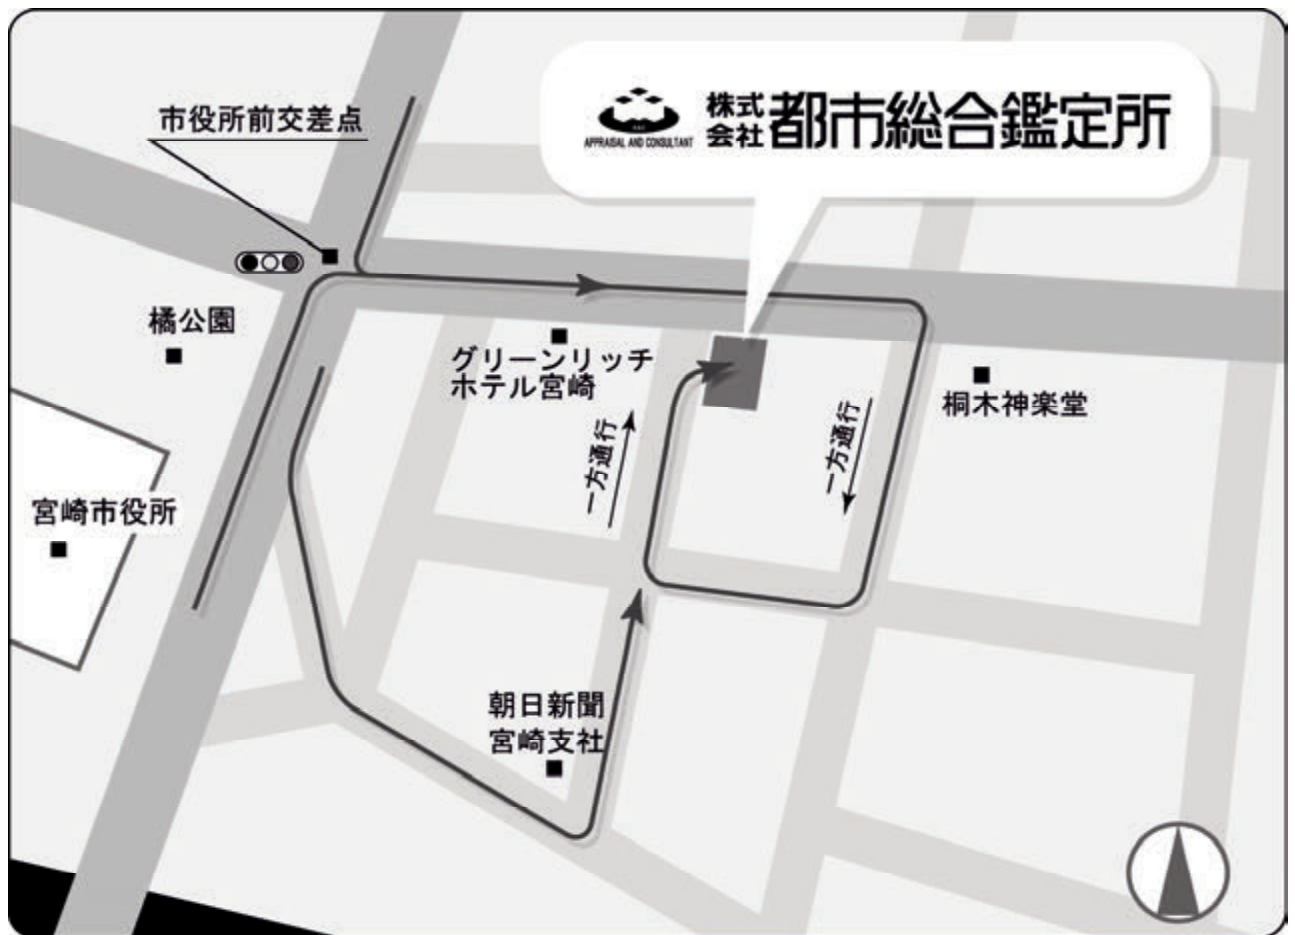 市役所前交差点
APPRAISAL AND CONSULTANT
株式
会社
都市総合鑑定所
橘公園
グリーンリッチ
ホテル宮崎
桐木神楽堂
一方通行
一方通行
宮崎市役所
朝日新聞
宮崎支社